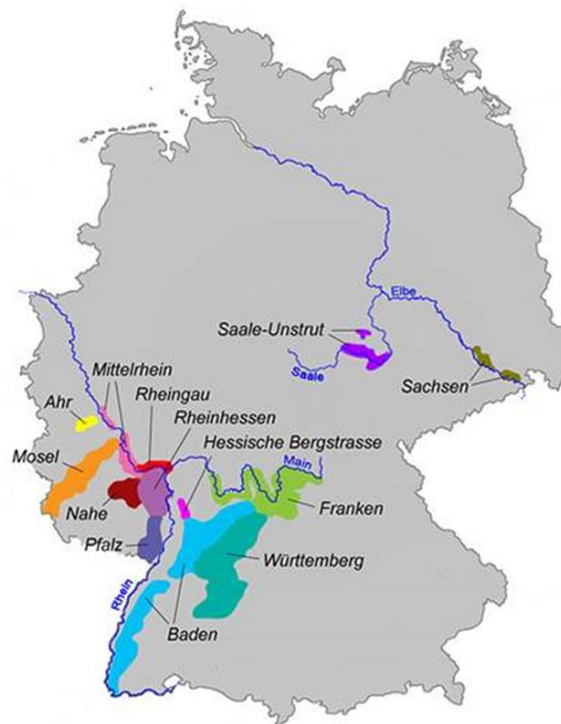 Elbe
Saale-Unstrut
Saale
Sachsen
Mittelrhein
Rheingau
Ahr
Rheinhessen
Hessische Bergstrasse
Mosel
Main
Nahe
Franken
Pfalz
Württemberg
Rhein
Baden